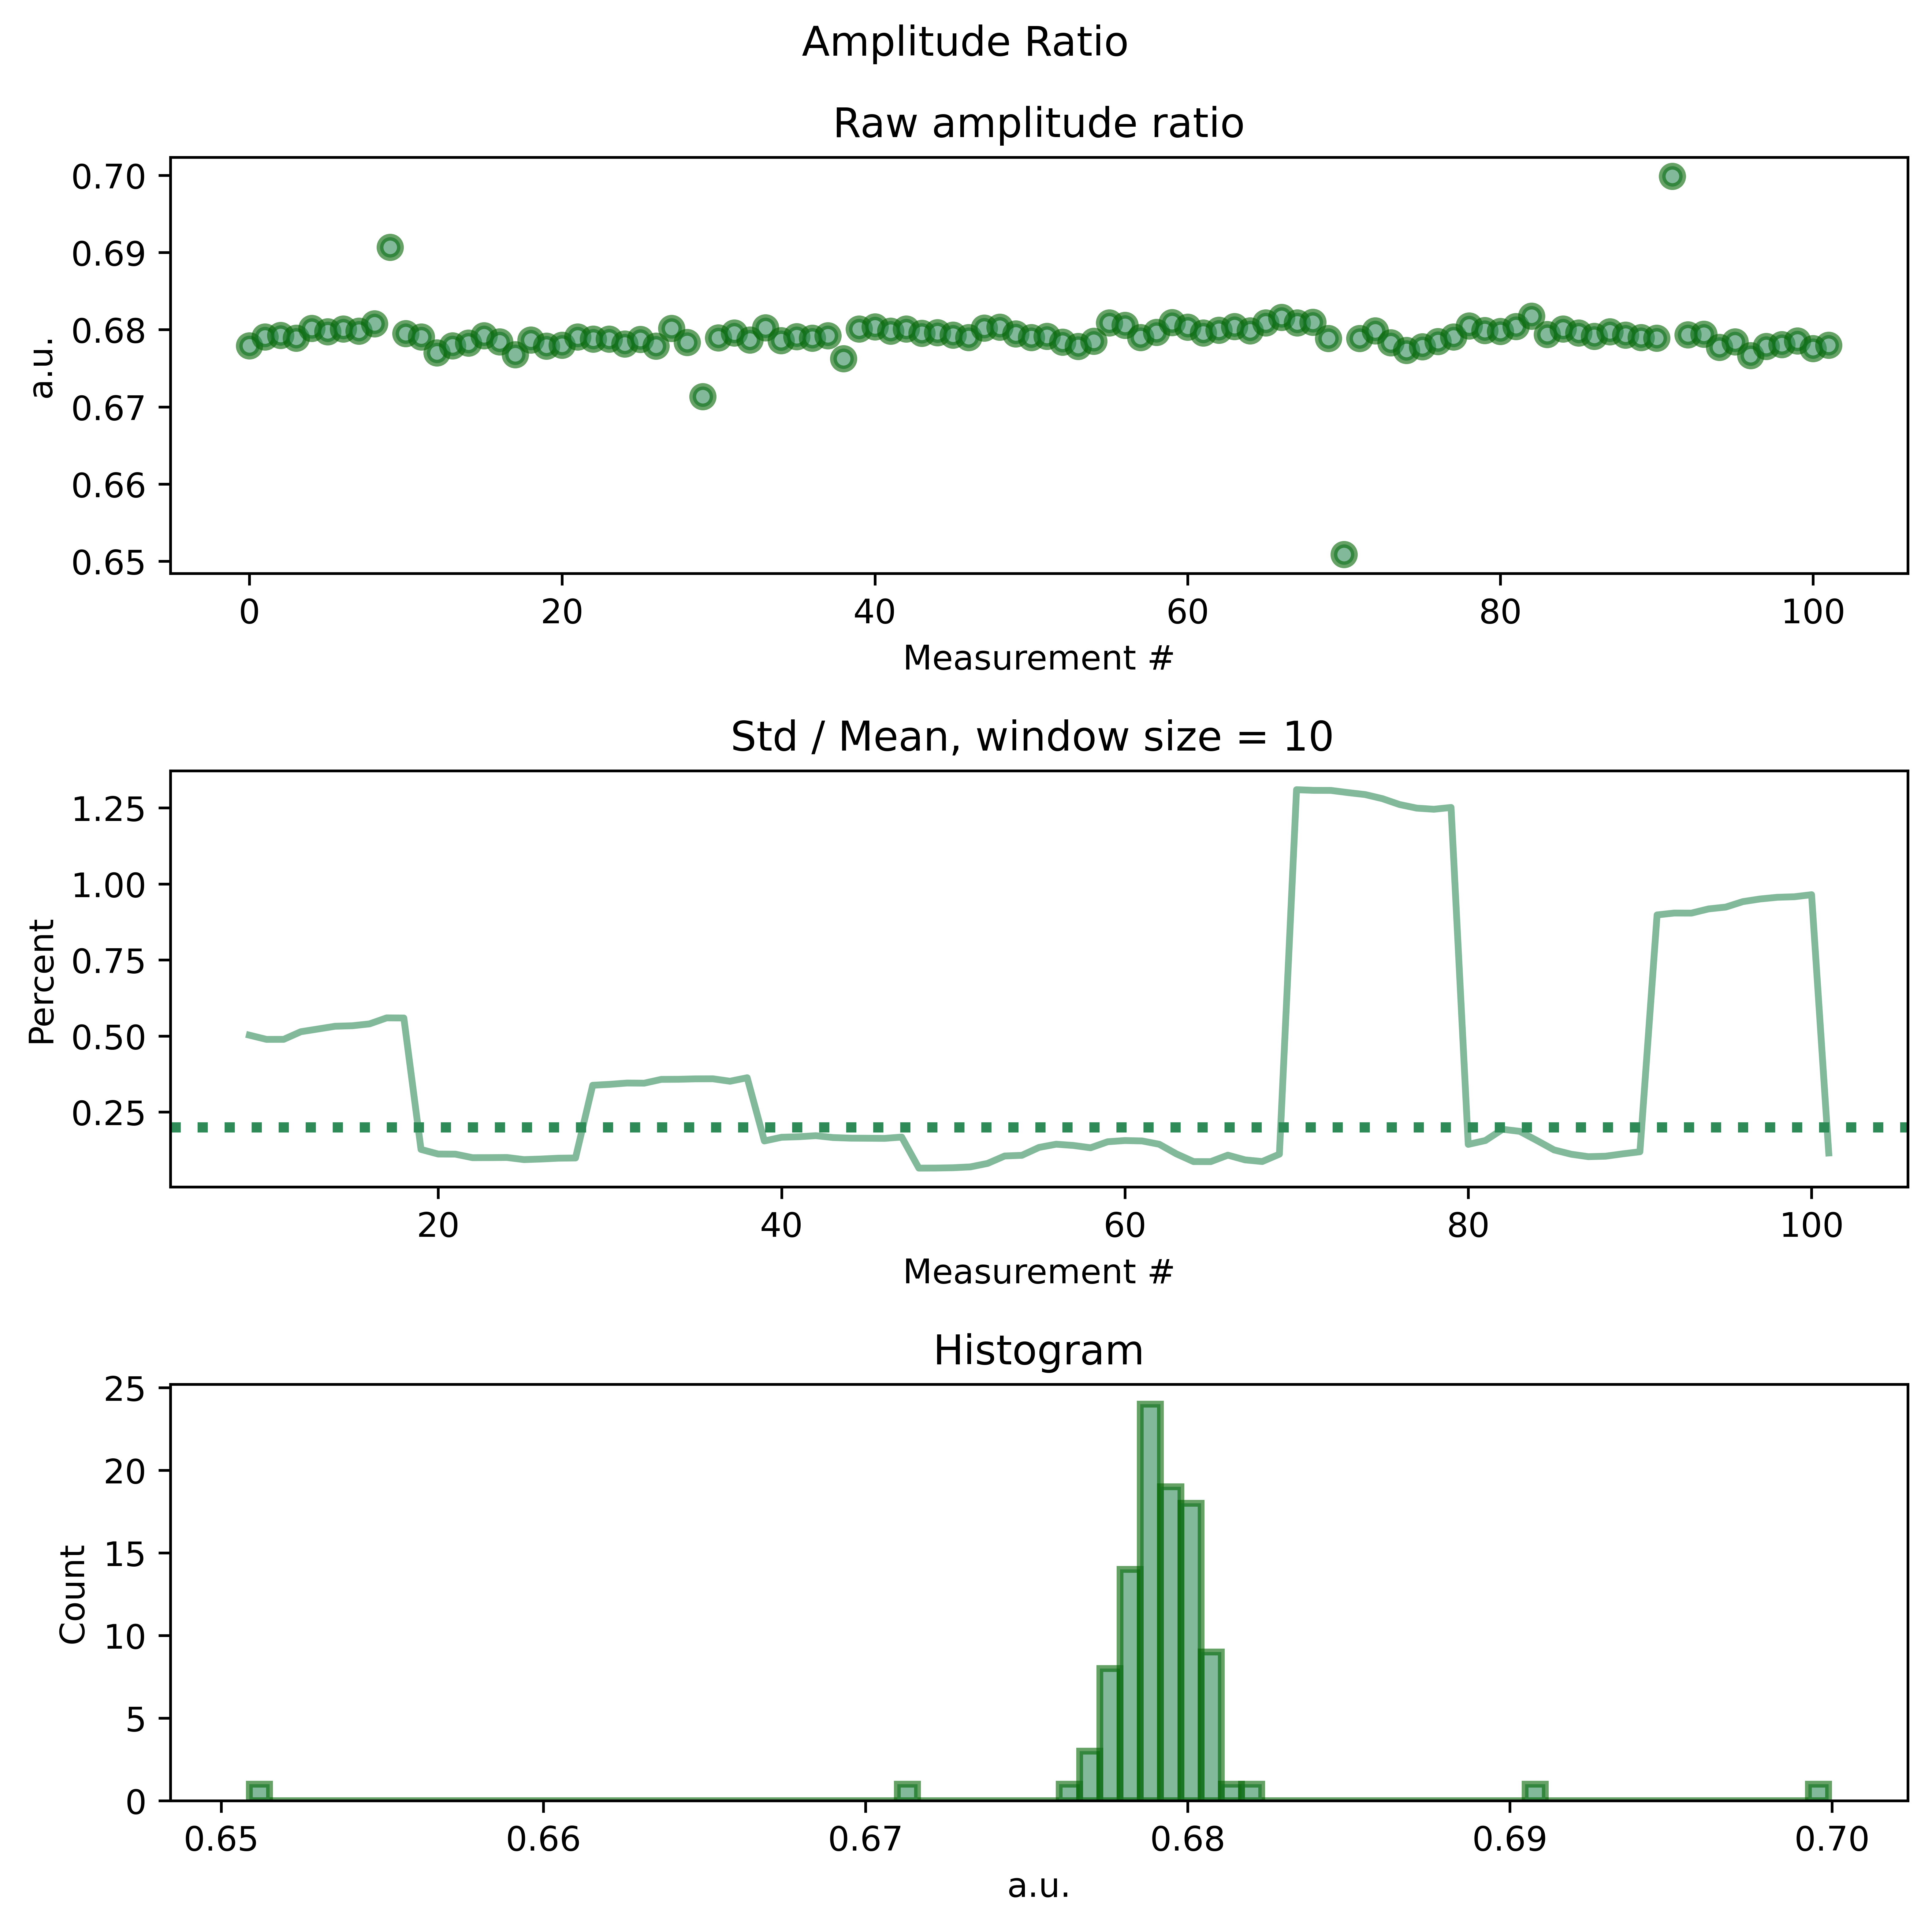 Amplitude Ratio
Raw amplitude ratio
0.70
0.69
0.68
0.67
0.66
0.65
a.u.
0 20 40 60 80 100
Measurement #
Std / Mean, window size = 10
1.25
1.00
0.75
0.50
0.25
Percent
20 40 60 80 100
Measurement #
Histogram
25
20
15
10
5
0
Count
0.65 0.66 0.67 0.68 0.69 0.70
a.u.